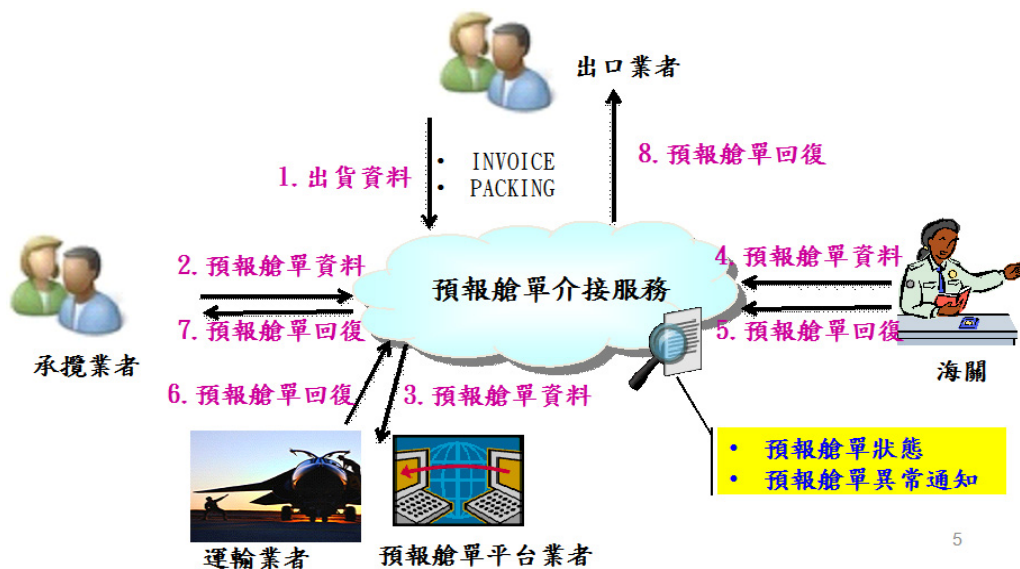 出口業者
8.預報艙單回復
1.出貨資料
• INVOICE
• PACKING
2.預報艙單資料
4.預報艙單資料
預報艙單介接服務
7.預報艙單回復
5.預報艙單回復
承攬業者
海關
6.預報艙單回復
3.預報艙單資料
• 預報艙單狀態
• 預報艙單異常通知
運輸業者
預報艙單平台業者
5